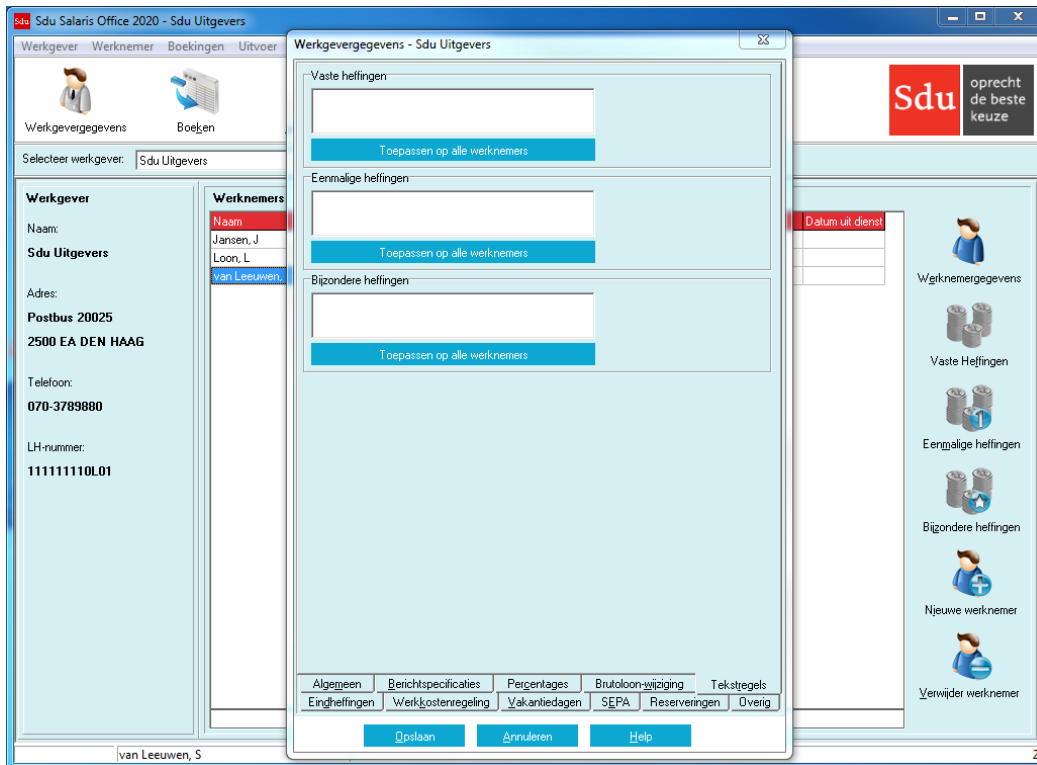 Sdu Salaris Office 2020 - Sdu Uitgevers
Werkgever Werknemer Boekingen Uitvoer
Werkgevergegevens
Boeken
Sdu
oprecht
de beste
keuze
Selecteer werkgever: Sdu Uitgevers
Werkgever
Naam:
Sdu Uitgevers
Adres:
Postbus 20025
2500 EA DEN HAAG
Telefoon:
070-3789880
LH-nummer:
111111110L01
Werknemers
Naam
Datum uit dienst
Jansen, J
Loon, L
van Leeuwen,
Werkgevergegevens - Sdu Uitgevers
Vaste heffingen
Toepassen op alle werknemers
Eenmalige heffingen
Toepassen op alle werknemers
Bijzondere heffingen
Toepassen op alle werknemers
Algemeen Berichtspecificaties Percentages Brutoloon-wijziging Tekstregels
Eindheffingen Werkkostenregeling Vakantiedagen SEPA Reserveringen Overig
Opslaan Annuleren Help
Werknemergegevens
Vaste Heffingen
1
Eenmalige heffingen
Bijzondere heffingen
Nieuwe werknemer
Verwijder werknemer
van Leeuwen, S
2